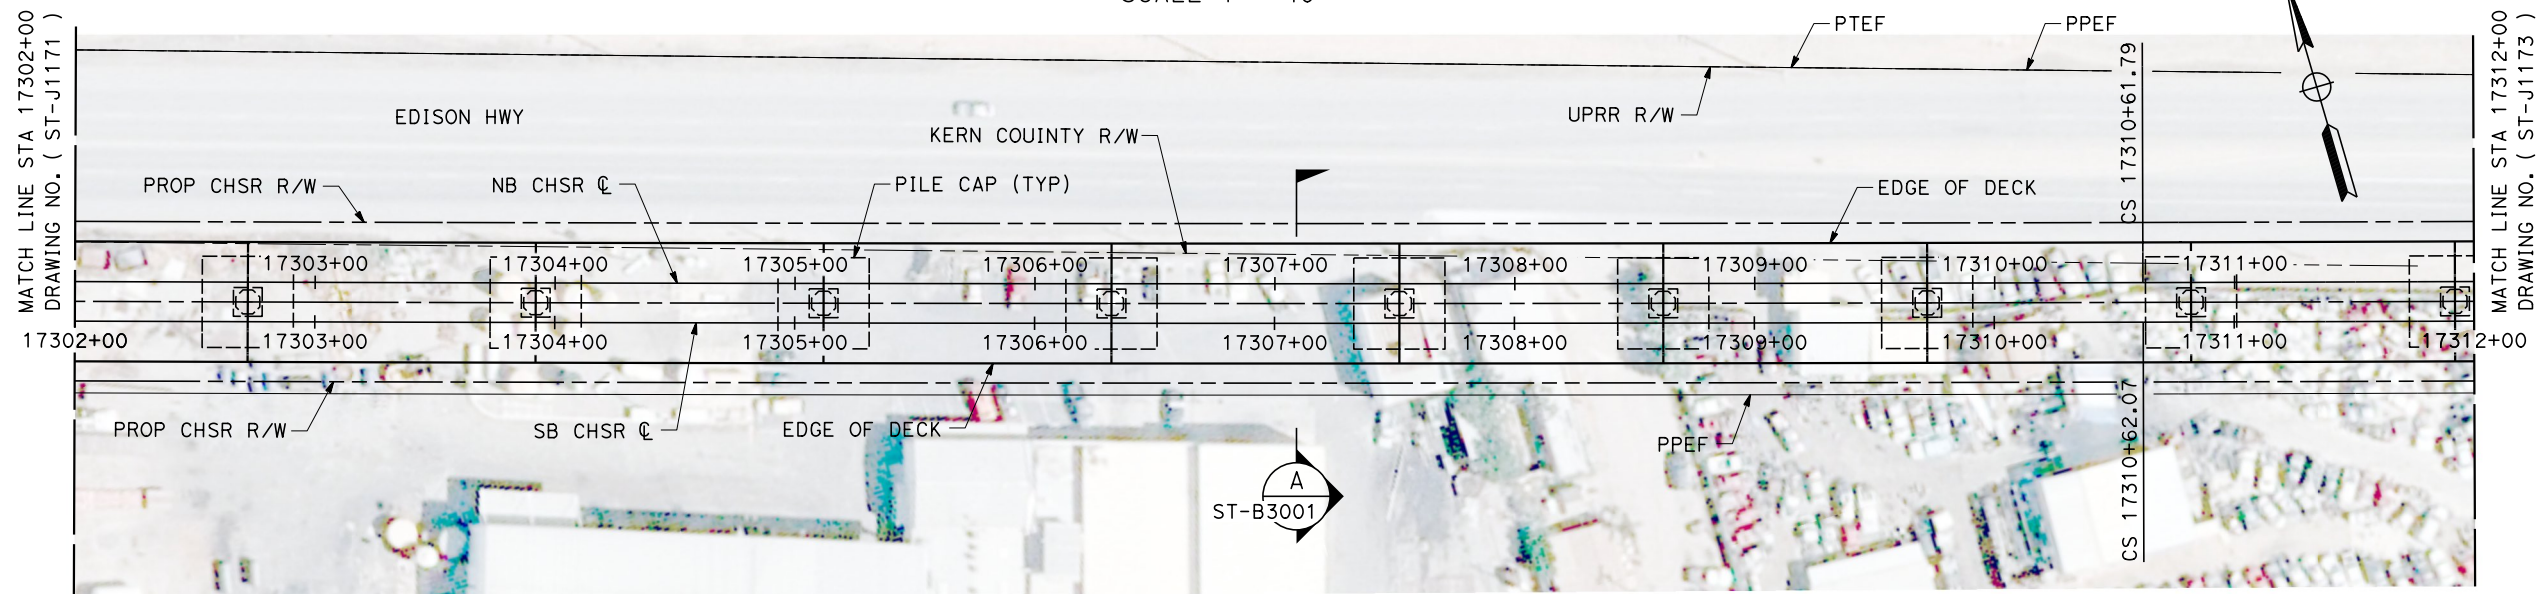 MATCH LINE STA 17302+00
DRAWING NO. ( ST-J1171 )
PTEF
PPEF
EDISON HWY
UPRR R/W
KERN COUINTY R/W
PROP CHSR R/W
NB CHSR ℄
PILE CAP (TYP)
EDGE OF DECK
CS 17310+61.79
17303+00
17304+00
17305+00
17306+00
17307+00
17308+00
17309+00
17310+00
17311+00
17302+00
17303+00
17304+00
17305+00
17306+00
17307+00
17308+00
17309+00
17310+00
17311+00
17312+00
PROP CHSR R/W
SB CHSR ℄
EDGE OF DECK
PPEF
CS 17310+62.07
A
ST-B3001
MATCH LINE STA 17312+00
DRAWING NO. ( ST-J1173 )